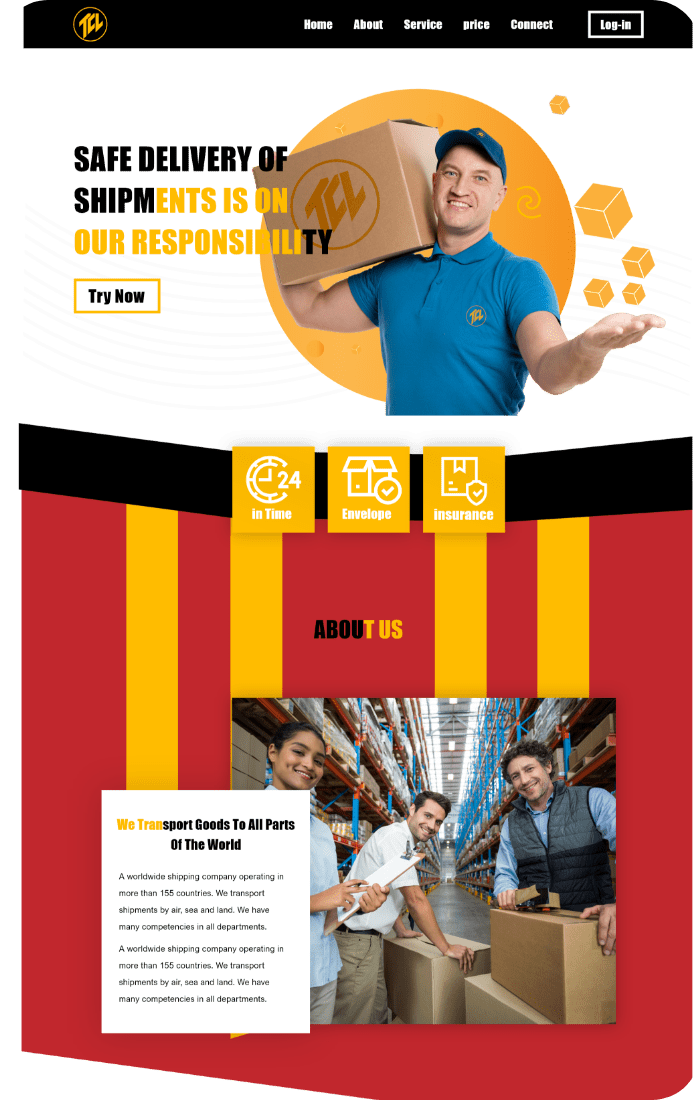 TCL
Home About Service price Connect Log-in
SAFE DELIVERY OF
SHIPMENTS IS ON
OUR RESPONSIBILITY
TCL
Try Now
TCL
24
in Time Envelope insurance
ABOUT US
We Transport Goods To All Parts
Of The World
A worldwide shipping company operating in
more than 155 countries. We transport
shipments by air, sea and land. We have
many competencies in all departments.
A worldwide shipping company operating in
more than 155 countries. We transport
shipments by air, sea and land. We have
many competencies in all departments.